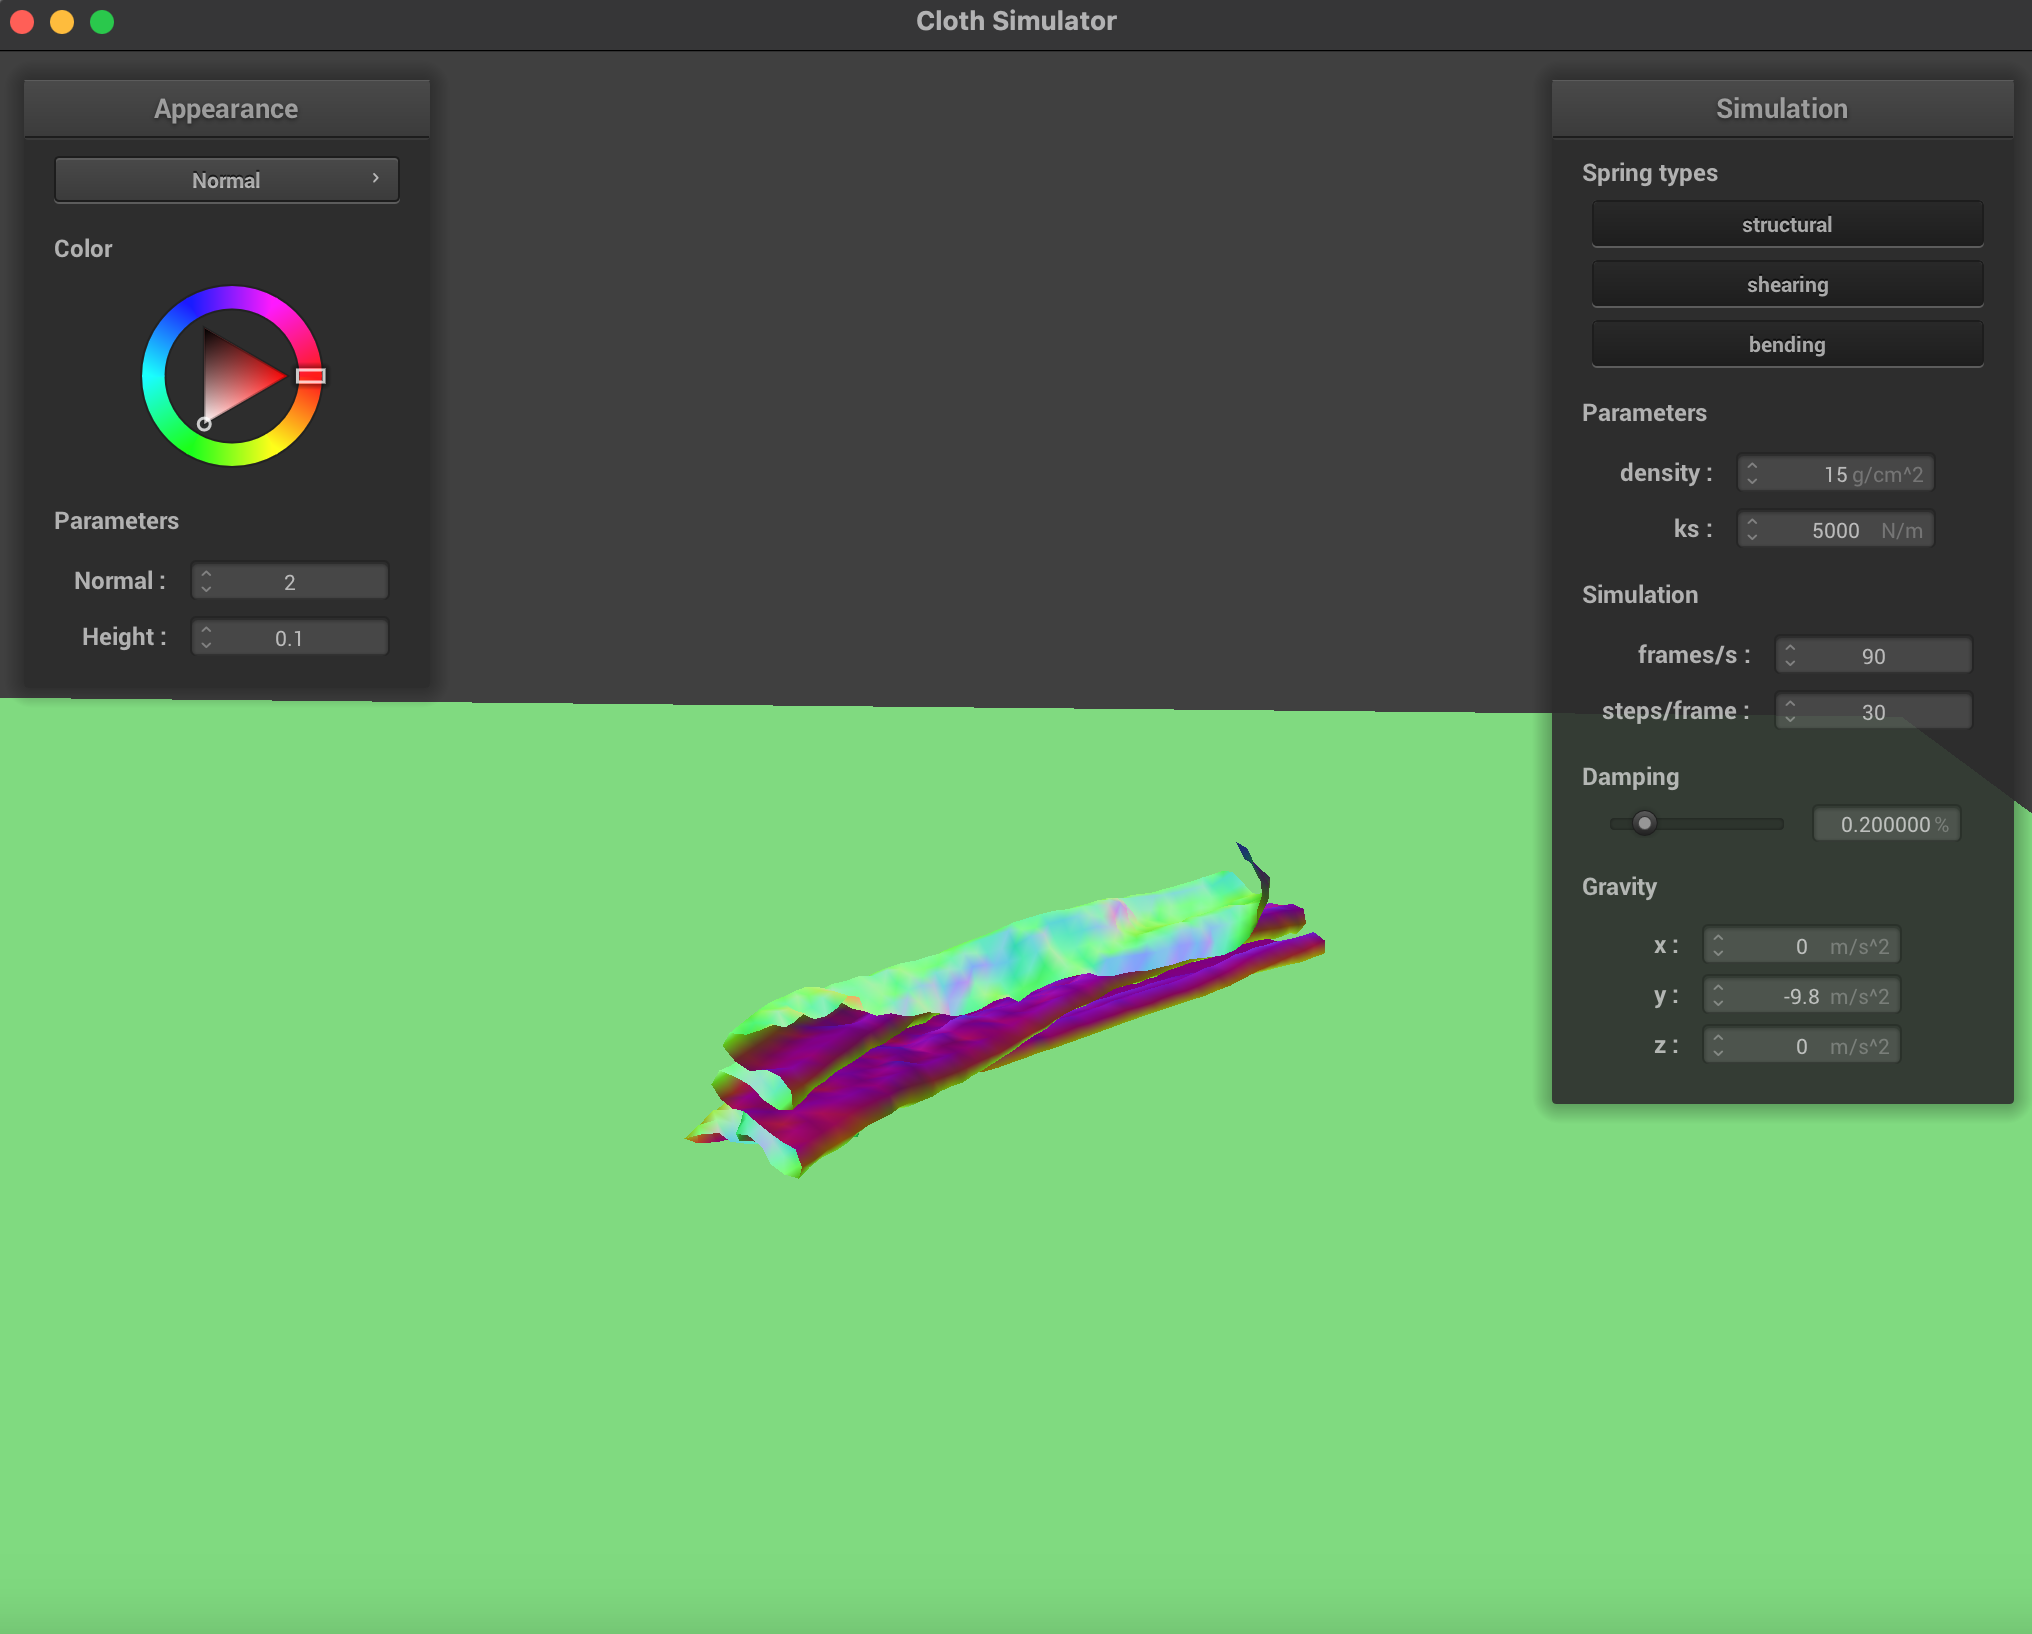 Cloth Simulator
Appearance
Normal
Color
Parameters
Normal : 2
Height : 0.1
Simulation
Spring types
structural
shearing
bending
Parameters
density : 15 g/cm^2
ks : 5000 N/m
Simulation
frames/s : 90
steps/frame : 30
Damping
0.200000 %
Gravity
x : 0 m/s^2
y : -9.8 m/s^2
z : 0 m/s^2